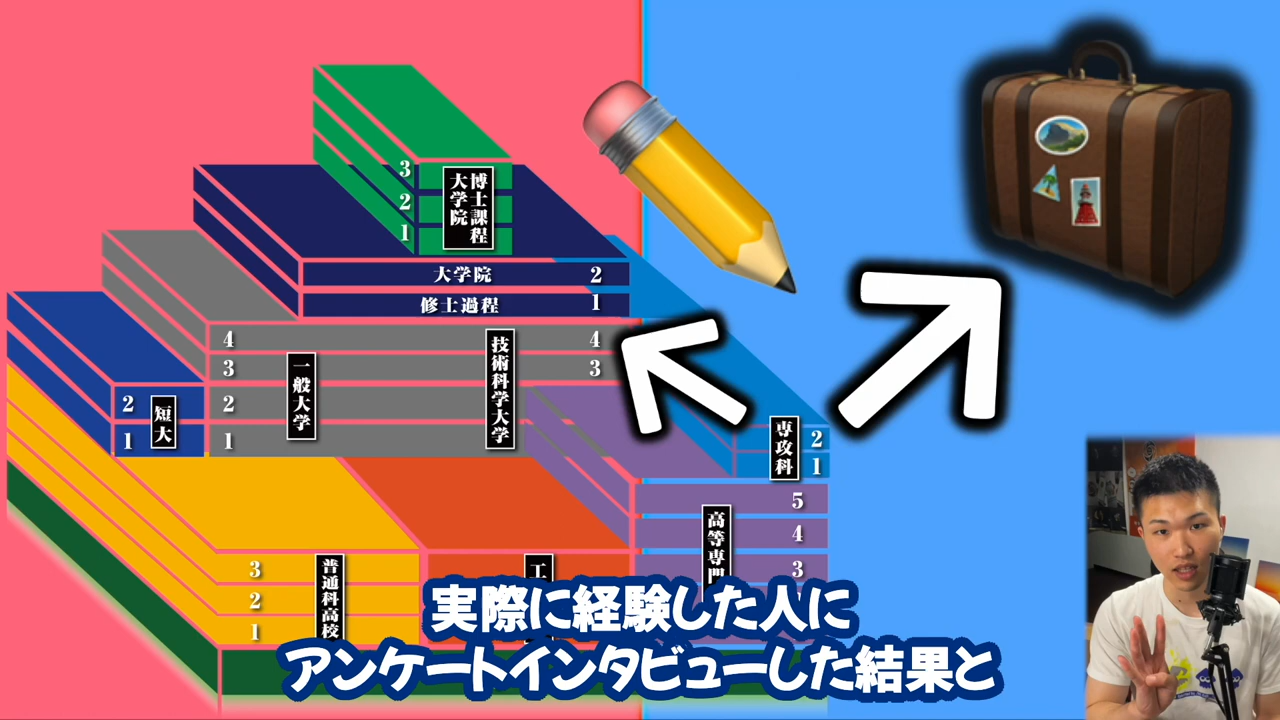 3
2
1
博士課程
大学院
大学院 2
修士過程 1
4
3
2
1
一般大学
技術科学大学
4
3
2
1
短大
専攻科
2
1
5
4
3
高等専門
3
2
1
普通科高校
工
実際に経験した人に
アンケートインタビューした結果と